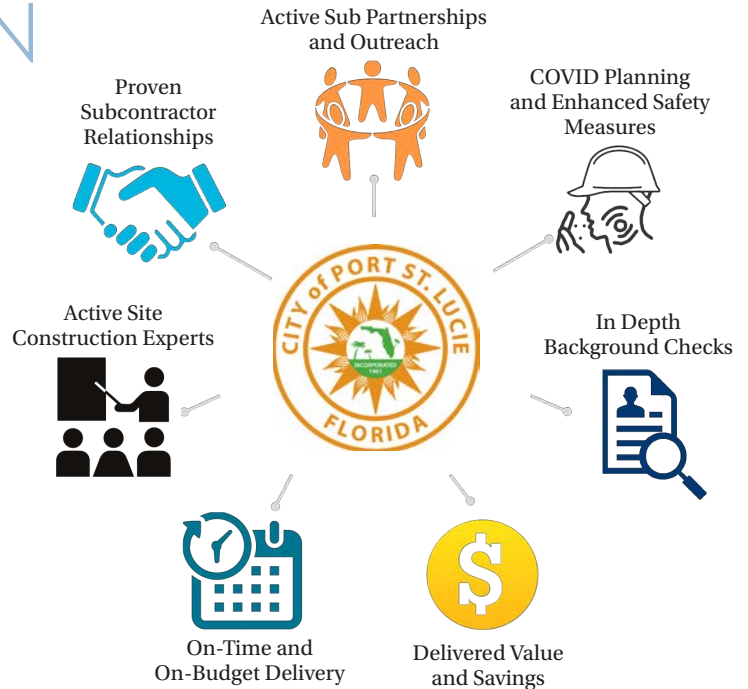 Active Sub Partnerships
and Outreach
Proven
Subcontractor
Relationships
COVID Planning
and Enhanced Safety
Measures
Active Site
Construction Experts
CITY of PORT ST. LUCIE
INCORPORATED
1961
FLORIDA
In Depth
Background Checks
$
On-Time and
On-Budget Delivery
Delivered Value
and Savings